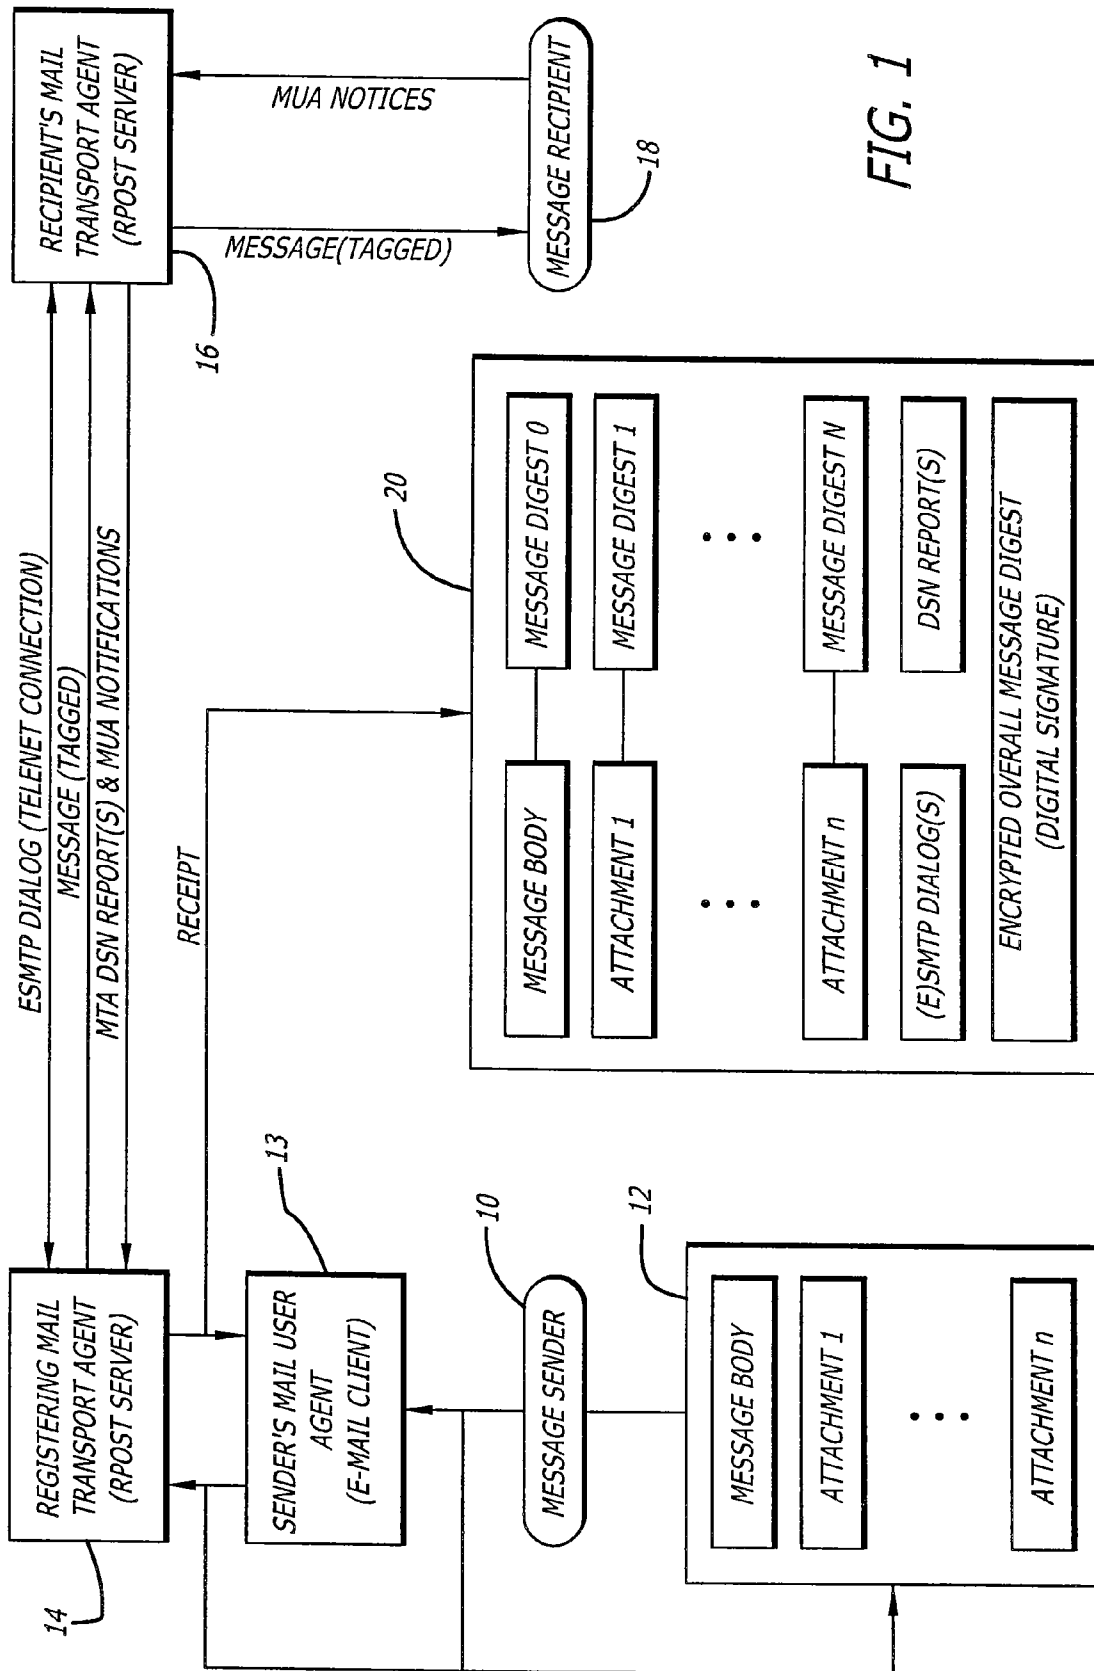 REGISTERING MAIL
TRANSPORT AGENT
(RPOST SERVER)
14
ESMTP DIALOG (TELENET CONNECTION)
MESSAGE (TAGGED)
MTA DSN REPORT(S) & MUA NOTIFICATIONS
RECIPIENT'S MAIL
TRANSPORT AGENT
(RPOST SERVER)
16
RECEIPT
SENDER'S MAIL USER
AGENT
(E-MAIL CLIENT)
13
MESSAGE(TAGGED)
MUA NOTICES
MESSAGE SENDER
10
MESSAGE RECIPIENT
18
12
MESSAGE BODY
ATTACHMENT 1
• • •
ATTACHMENT n
20
MESSAGE BODY
MESSAGE DIGEST 0
ATTACHMENT 1
MESSAGE DIGEST 1
• • •
• • •
ATTACHMENT n
MESSAGE DIGEST N
(E)SMTP DIALOG(S)
DSN REPORT(S)
ENCRYPTED OVERALL MESSAGE DIGEST
(DIGITAL SIGNATURE)
FIG. 1